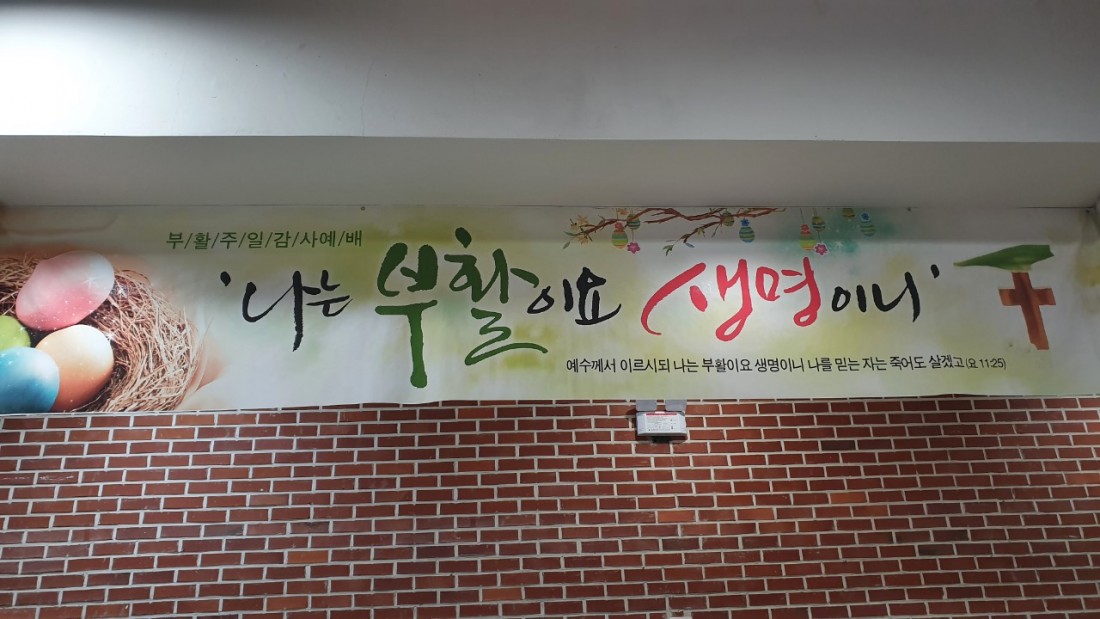 부/활/주/일/감/사/예/배
'나는 부활이요 생명이니'
예수께서 이르시되 나는 부활이요 생명이니 나를 믿는 자는 죽어도 살겠고 (요 11:25)